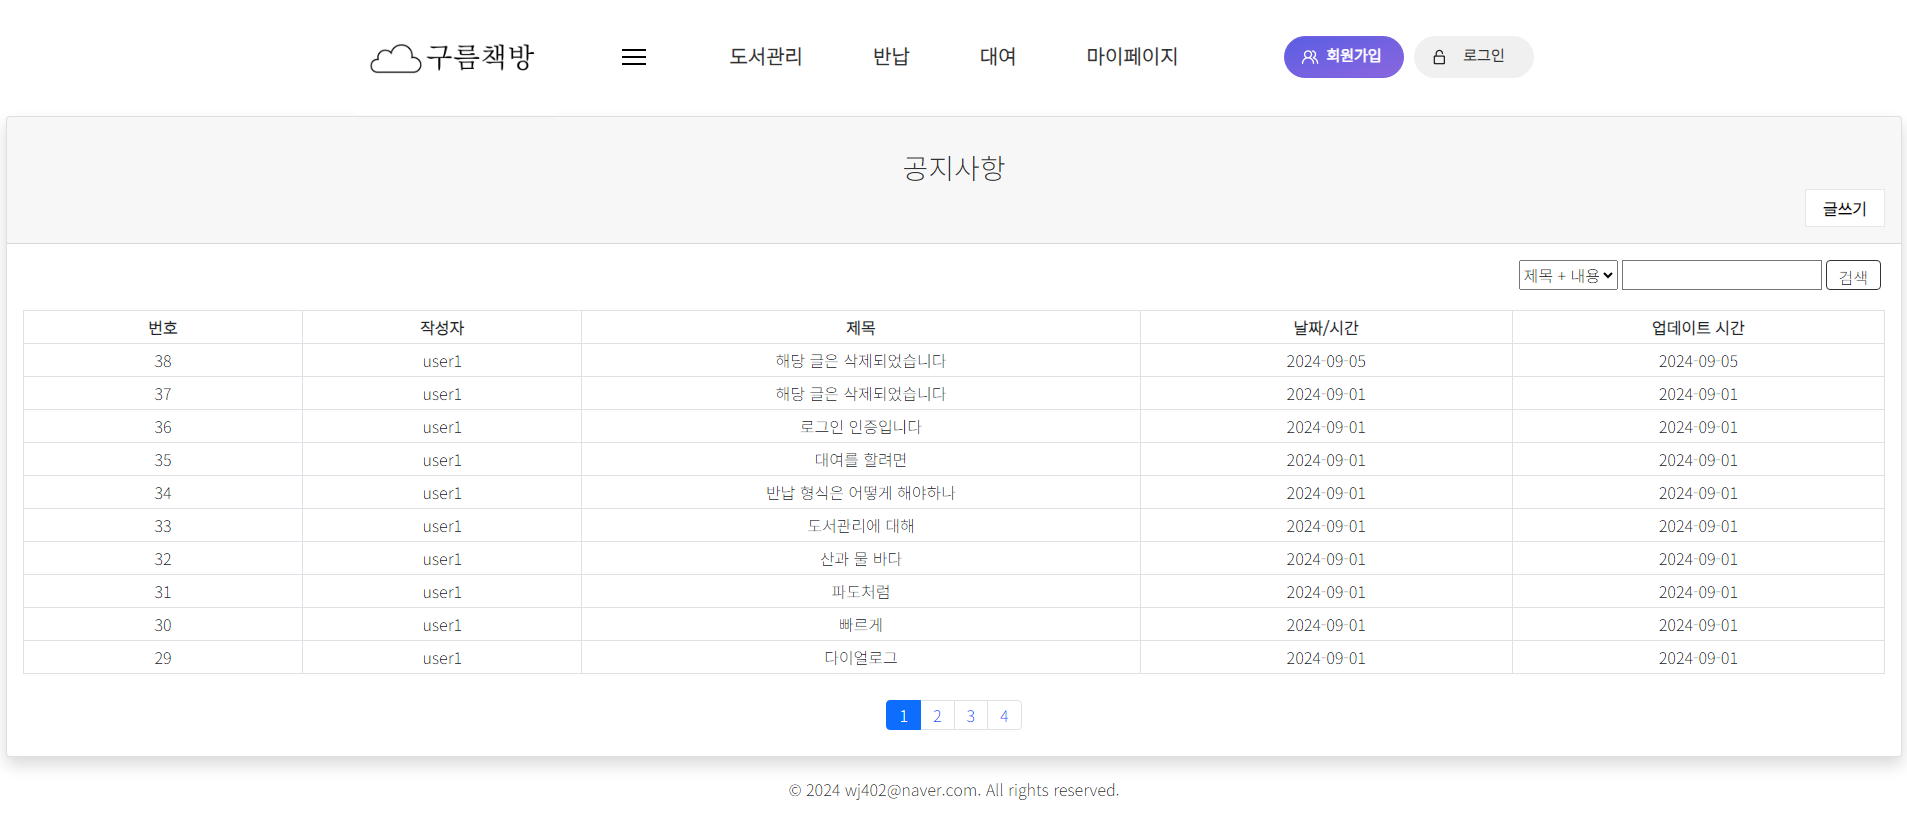 구름책방 도서관리 반납 대여 마이페이지 회원가입 로그인
공지사항
글쓰기
제목 + 내용 검색
번호 작성자 제목 날짜/시간 업데이트 시간
38 user1 해당 글은 삭제되었습니다 2024-09-05 2024-09-05
37 user1 해당 글은 삭제되었습니다 2024-09-01 2024-09-01
36 user1 로그인 인증입니다 2024-09-01 2024-09-01
35 user1 대여를 할려면 2024-09-01 2024-09-01
34 user1 반납 형식은 어떻게 해야하나 2024-09-01 2024-09-01
33 user1 도서관리에 대해 2024-09-01 2024-09-01
32 user1 산과 물 바다 2024-09-01 2024-09-01
31 user1 파도처럼 2024-09-01 2024-09-01
30 user1 빠르게 2024-09-01 2024-09-01
29 user1 다이얼로그 2024-09-01 2024-09-01
1 2 3 4
© 2024 wj402@naver.com. All rights reserved.